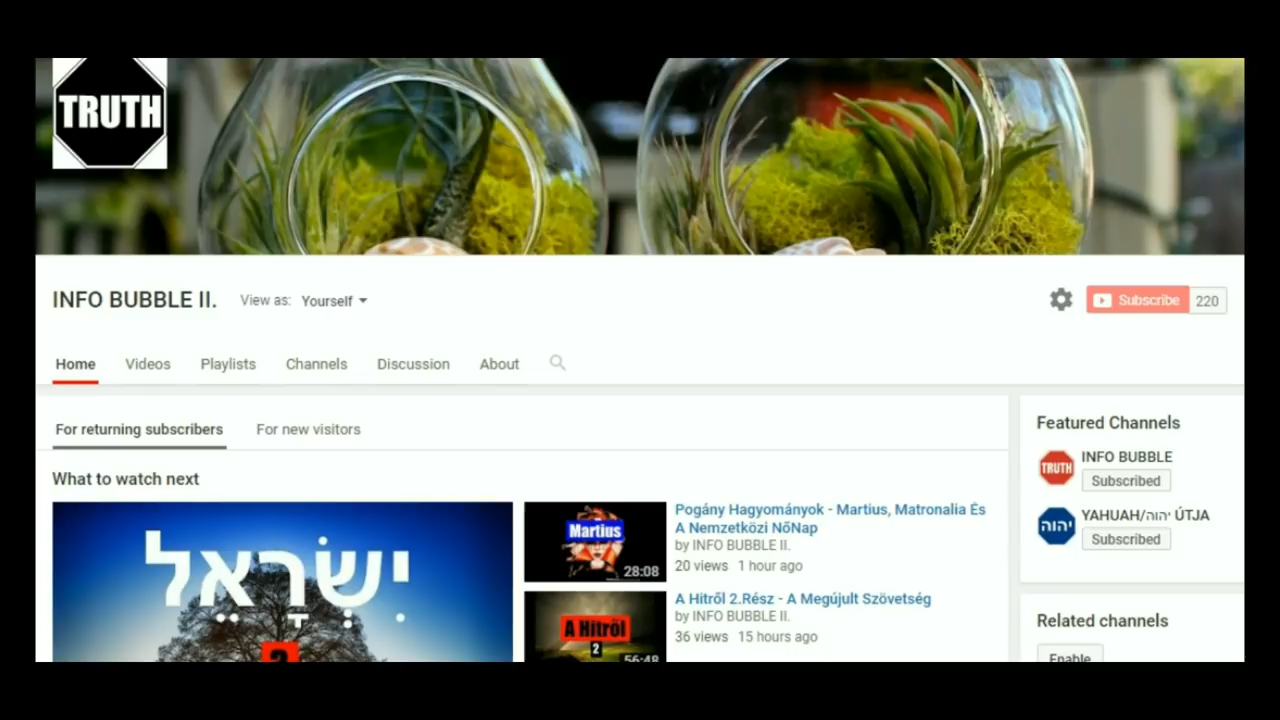 TRUTH
INFO BUBBLE II.
View as: Yourself
Subscribe 220
Home Videos Playlists Channels Discussion About
For returning subscribers For new visitors
What to watch next
יִשְׂרָאֵל
2
Martius
28:08
Pogány Hagyományok - Martius, Matronalia És
A Nemzetközi NőNap
by INFO BUBBLE II.
20 views 1 hour ago
A Hitről
2
56:48
A Hitről 2.Rész - A Megújult Szövetség
by INFO BUBBLE II.
36 views 15 hours ago
Featured Channels
TRUTH
INFO BUBBLE
Subscribed
יהוה
YAHUAH/יהוה ÚTJA
Subscribed
Related channels
Enable